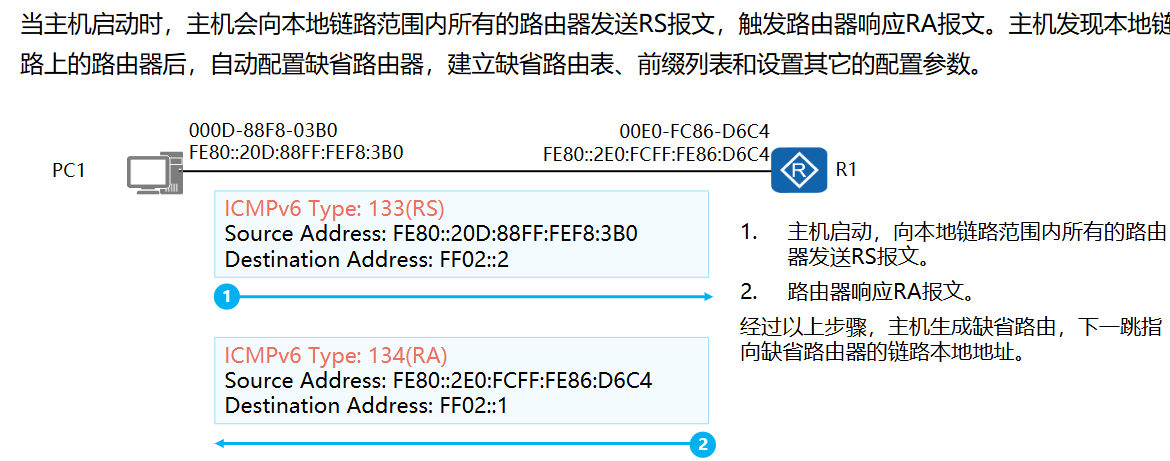 当主机启动时，主机会向本地链路范围内所有的路由器发送RS报文，触发路由器响应RA报文。主机发现本地链
路上的路由器后，自动配置缺省路由器，建立缺省路由表、前缀列表和设置其它的配置参数。
000D-88F8-03B0
00E0-FC86-D6C4
FE80::20D:88FF:FEF8:3B0
FE80::2E0:FCFF:FE86:D6C4
PC1
R
R1
ICMPv6 Type: 133(RS)
Source Address: FE80::20D:88FF:FEF8:3B0
Destination Address: FF02::2
1
ICMPv6 Type: 134(RA)
Source Address: FE80::2E0:FCFF:FE86:D6C4
Destination Address: FF02::1
2
1. 主机启动，向本地链路范围内所有的路由
器发送RS报文。
2. 路由器响应RA报文。
经过以上步骤，主机生成缺省路由，下一跳指
向缺省路由器的链路本地地址。